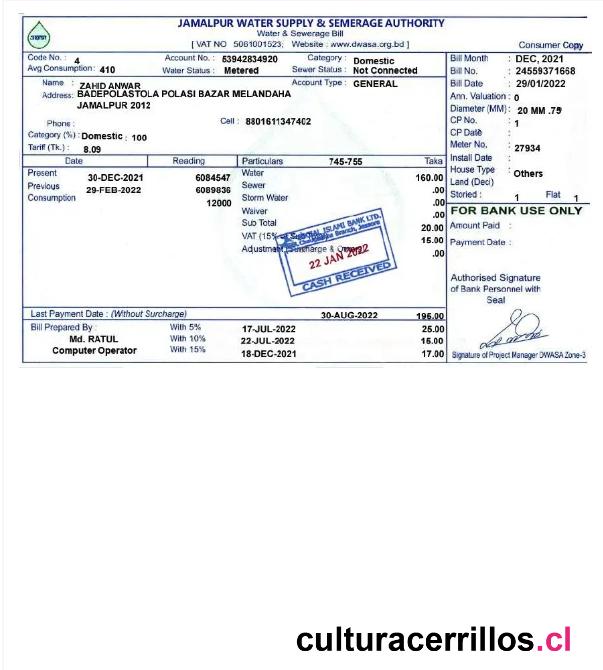 JAMALPUR WATER SUPPLY & SEMERAGE AUTHORITY
Water & Sewerage Bill
[ VAT NO 5061001523; Website : www.dwasa.org.bd ]
Consumer Copy
Code No. : 4
Account No. : 53942834920
Category : Domestic
Avg Consumption : 410
Water Status : Metered
Sewer Status : Not Connected
Name : ZAHID ANWAR
Account Type : GENERAL
Address: BADEPOLASTOLA POLASI BAZAR MELANDAHA
JAMALPUR 2012
Phone :
Cell : 8801611347402
Category (%) : Domestic : 100
Tariff (Tk.) : 8.09
Date Reading Particulars 745-755 Taka
Present 30-DEC-2021 6084547
Previous 29-FEB-2022 6089836
Consumption 12000
Water 160.00
Sewer .00
Storm Water .00
Waiver .00
Sub Total 20.00
VAT (15% 15.00
Adjustment .00
ISLAMI BANK LTD.
22 JAN 2022
CASH RECEIVED
Last Payment Date : (Without Surcharge) 30-AUG-2022 195.00
Bill Prepared By : With 5% 17-JUL-2022 25.00
Md. RATUL With 10% 22-JUL-2022 15.00
Computer Operator With 15% 18-DEC-2021 17.00
Bill Month : DEC, 2021
Bill No. : 24559371668
Bill Date : 29/01/2022
Ann. Valuation : 0
Diameter (MM) : 20 MM .75
CP No. : 1
CP Date :
Meter No. : 27934
Install Date :
House Type : Others
Land (Deci)
Storied : 1 Flat 1
FOR BANK USE ONLY
Amount Paid :
Payment Date :
Authorised Signature
of Bank Personnel with
Seal
Signature of Project Manager DWASA Zone-3
culturacerrillos.cl